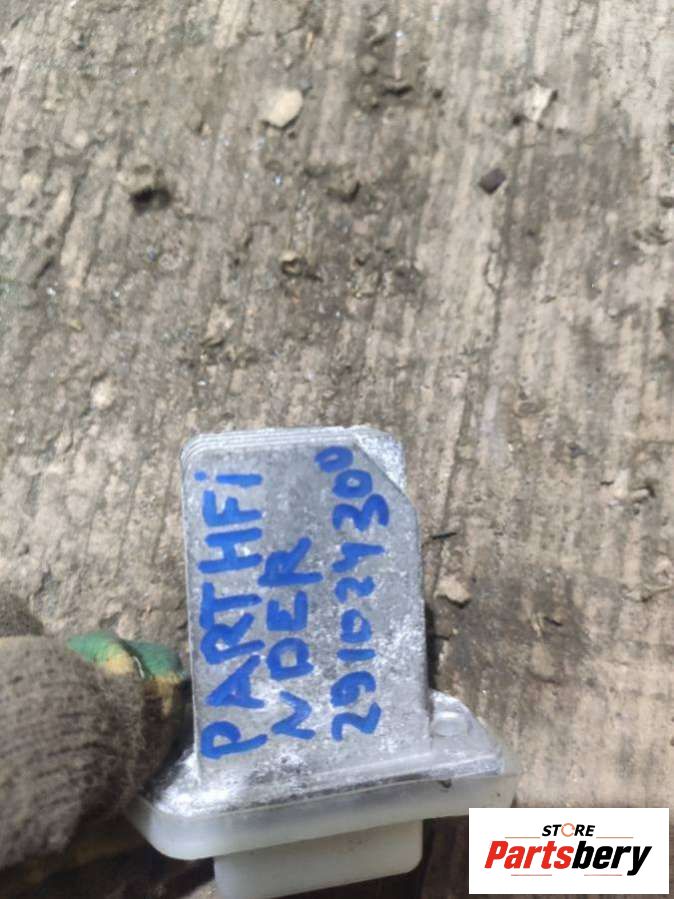 PARTHFi
NDER
291024300
STORE
Partsbery